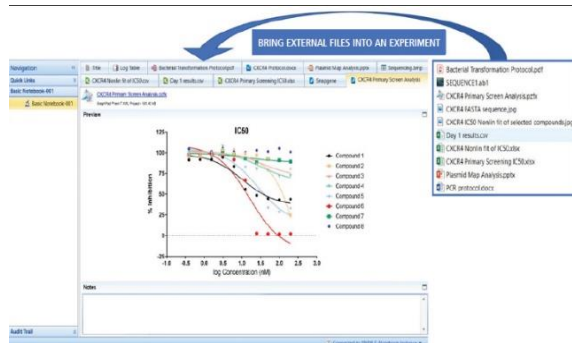 BRING EXTERNAL FILES INTO AN EXPERIMENT
Navigation
Title
Log Table
Bacterial Transformation Protocol.pdf
CXCR4 Protocol.docx
Plasmid Map Analysis.pptx
Quick Links
CXCR4 Nonlin fit of IC50.csv
Day 1 results.csv
CXCR4 Primary Screening IC50.xlsx
CXCR4 Primary Screen Analysis
Basic Notebook-001
Basic Notebook-001
CXCR4 Primary Screen Analysis.pzfx
Preview
IC50
% Inhibition
125
100
75
50
25
0
-1.0
-0.5
0.0
0.5
1.0
1.5
2.0
2.5
3.0
log Concentration (nM)
Compound 1
Compound 2
Compound 3
Compound 4
Compound 5
Compound 6
Compound 7
Compound 8
Notes
Audit Trail
Bacterial Transformation Protocol.pdf
SEQUENCE1.ab1
CXCR4 Primary Screen Analysis.pzfx
CXCR4 FASTA sequence.jpg
CXCR4 IC50 Nonlin fit of selected compounds.jpg
Day 1 results.csv
CXCR4 Nonlin fit of IC50.xlsx
CXCR4 Primary Screening IC50.xlsx
Plasmid Map Analysis.pptx
PCR protocol.docx